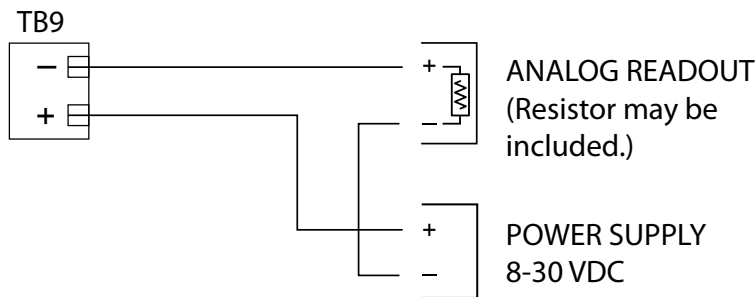 TB9
−
+
+
−
ANALOG READOUT
(Resistor may be
included.)
+
−
POWER SUPPLY
8-30 VDC